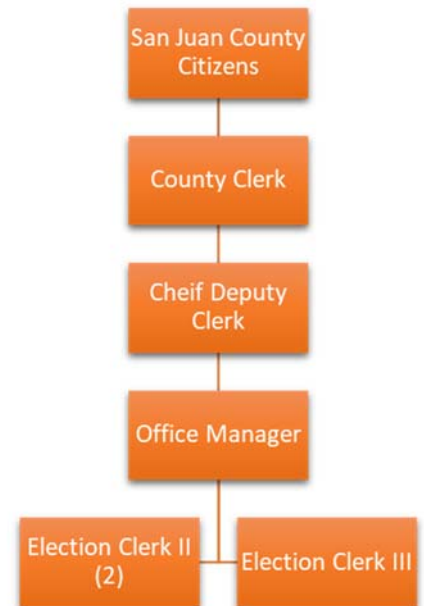 San Juan County
Citizens
County Clerk
Cheif Deputy
Clerk
Office Manager
Election Clerk II
(2)
Election Clerk III